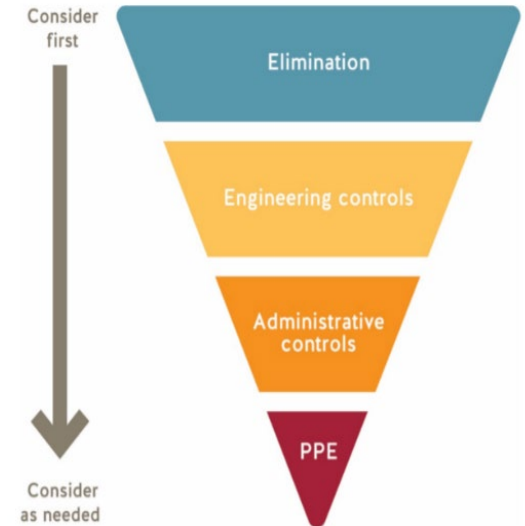 Consider
first
Elimination
Engineering controls
Administrative
controls
PPE
Consider
as needed